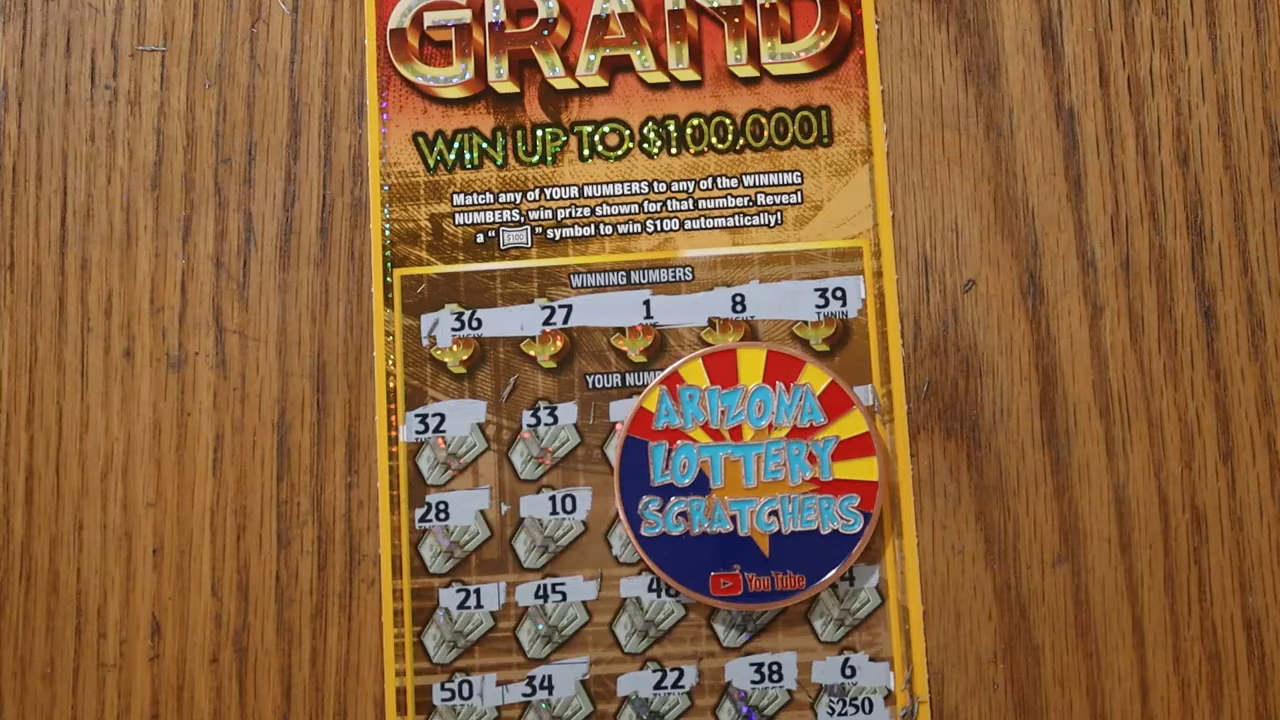 GRAND
WIN UP TO $100,000!
Match any of YOUR NUMBERS to any of the WINNING
NUMBERS, win prize shown for that number. Reveal
a " $100 " symbol to win $100 automatically!
WINNING NUMBERS
36 27 1 8 39
THNIN
YOUR
32 33
28 10
ARIZONA
LOTTERY
SCRATCHERS
YouTube
21 45 48
50 34 22 38 6
$250